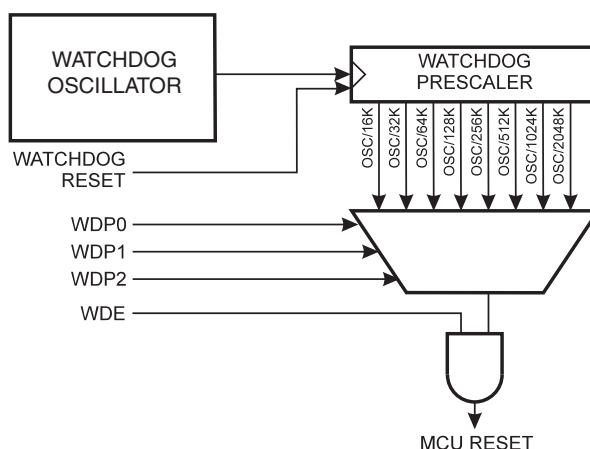 WATCHDOG
OSCILLATOR
WATCHDOG
PRESCALER
OSC/16K
OSC/32K
OSC/64K
OSC/128K
OSC/256K
OSC/512K
OSC/1024K
OSC/2048K
WATCHDOG
RESET
WDP0
WDP1
WDP2
WDE
MCU RESET